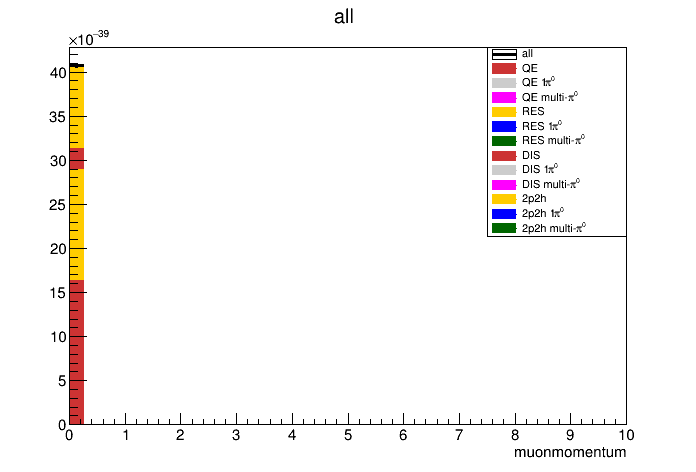 all
×10⁻³⁹
all
QE
QE 1π⁰
QE multi-π⁰
RES
RES 1π⁰
RES multi-π⁰
DIS
DIS 1π⁰
DIS multi-π⁰
2p2h
2p2h 1π⁰
2p2h multi-π⁰
40
35
30
25
20
15
10
5
0
0 1 2 3 4 5 6 7 8 9 10
muonmomentum